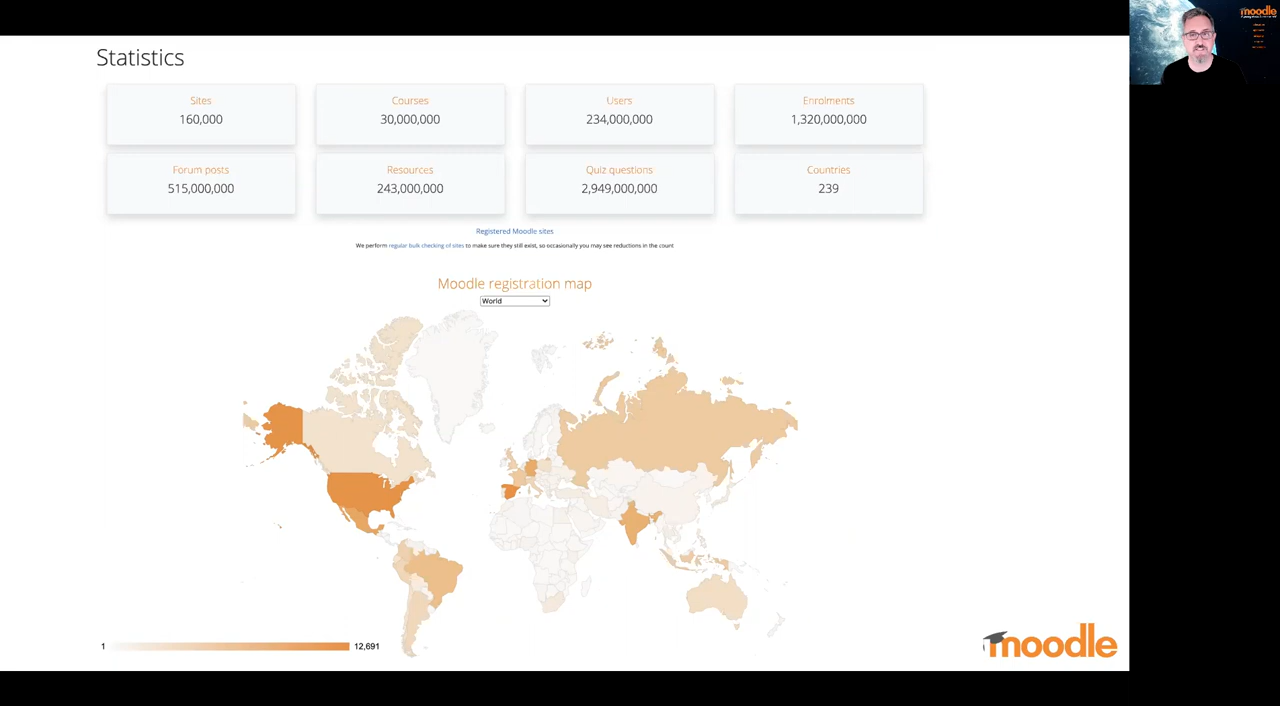 moodle
Statistics
Sites
160,000
Courses
30,000,000
Users
234,000,000
Enrolments
1,320,000,000
Forum posts
515,000,000
Resources
243,000,000
Quiz questions
2,949,000,000
Countries
239
Registered Moodle sites
We perform regular bulk checking of sites to make sure they still exist, so occasionally you may see reductions in the count
Moodle registration map
World
1
12,691
moodle